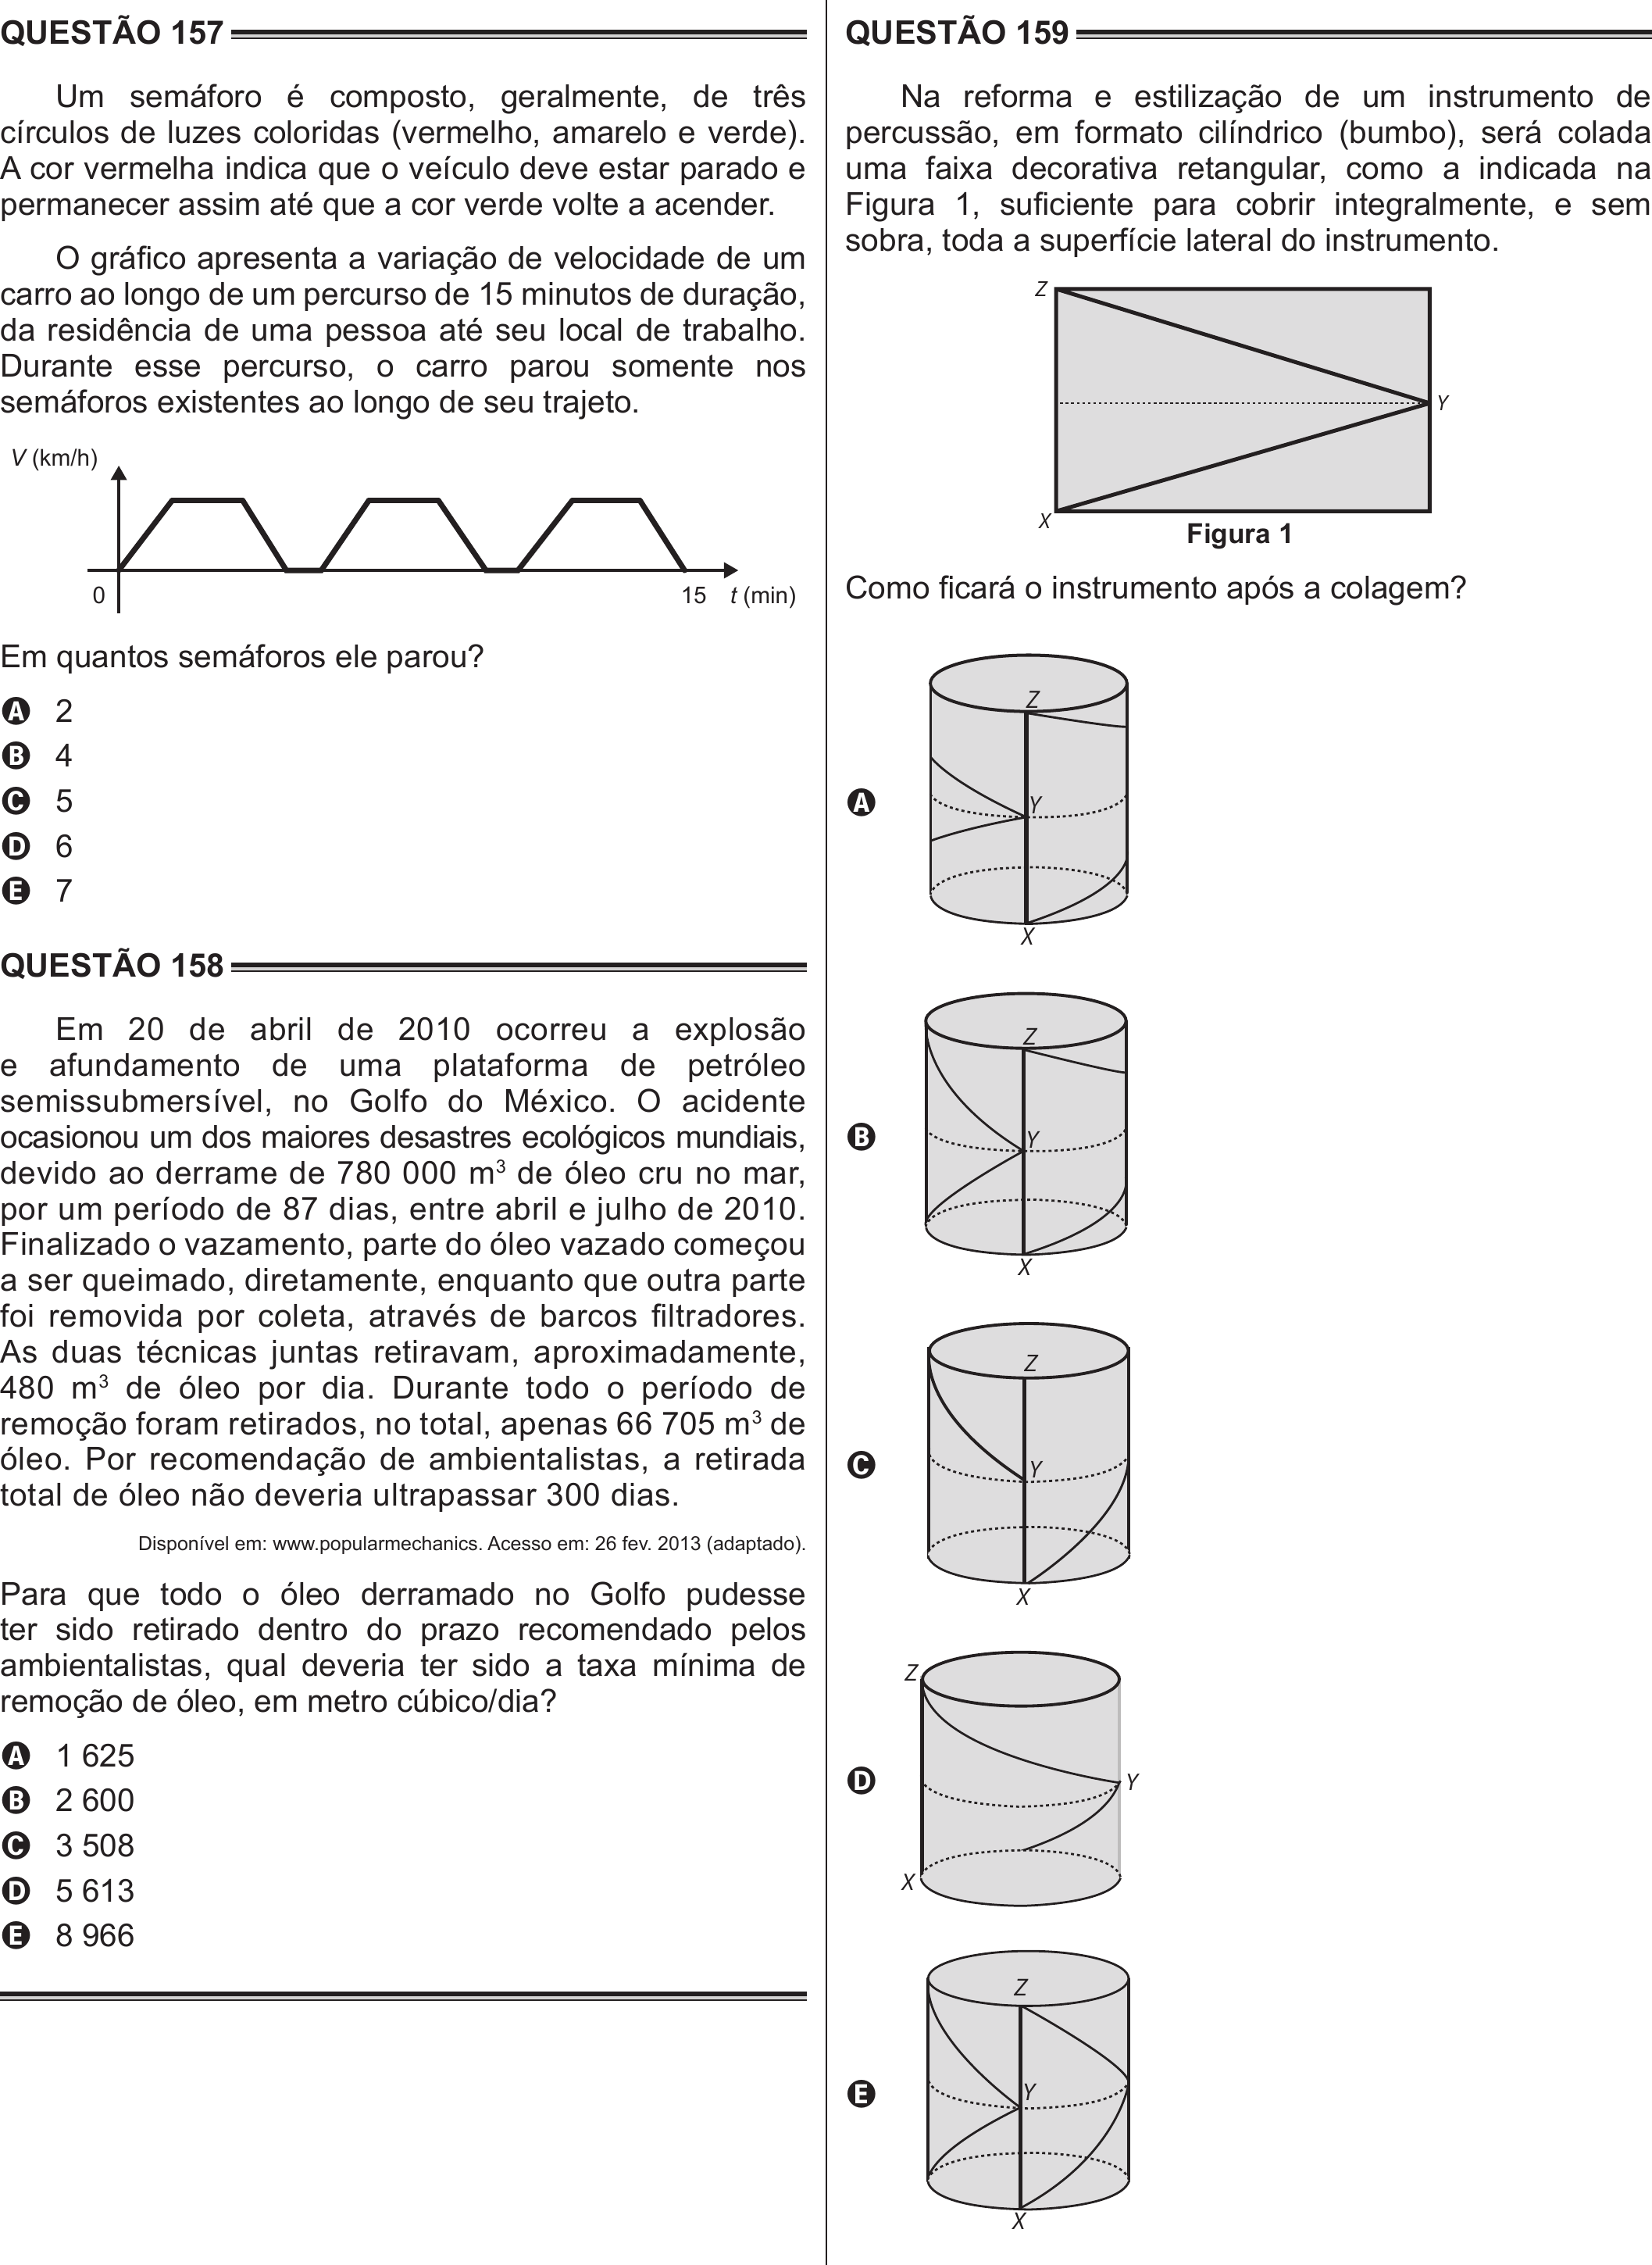 QUESTÃO 157
Um semáforo é composto, geralmente, de três
círculos de luzes coloridas (vermelho, amarelo e verde).
A cor vermelha indica que o veículo deve estar parado e
permanecer assim até que a cor verde volte a acender.
O gráfico apresenta a variação de velocidade de um
carro ao longo de um percurso de 15 minutos de duração,
da residência de uma pessoa até seu local de trabalho.
Durante esse percurso, o carro parou somente nos
semáforos existentes ao longo de seu trajeto.
V (km/h)
0
15 t (min)
Em quantos semáforos ele parou?
A 2
B 4
C 5
D 6
E 7
QUESTÃO 158
Em 20 de abril de 2010 ocorreu a explosão
e afundamento de uma plataforma de petróleo
semissubmersível, no Golfo do México. O acidente
ocasionou um dos maiores desastres ecológicos mundiais,
devido ao derrame de 780 000 m³ de óleo cru no mar,
por um período de 87 dias, entre abril e julho de 2010.
Finalizado o vazamento, parte do óleo vazado começou
a ser queimado, diretamente, enquanto que outra parte
foi removida por coleta, através de barcos filtradores.
As duas técnicas juntas retiravam, aproximadamente,
480 m³ de óleo por dia. Durante todo o período de
remoção foram retirados, no total, apenas 66 705 m³ de
óleo. Por recomendação de ambientalistas, a retirada
total de óleo não deveria ultrapassar 300 dias.
Disponível em: www.popularmechanics. Acesso em: 26 fev. 2013 (adaptado).
Para que todo o óleo derramado no Golfo pudesse
ter sido retirado dentro do prazo recomendado pelos
ambientalistas, qual deveria ter sido a taxa mínima de
remoção de óleo, em metro cúbico/dia?
A 1 625
B 2 600
C 3 508
D 5 613
E 8 966
QUESTÃO 159
Na reforma e estilização de um instrumento de
percussão, em formato cilíndrico (bumbo), será colada
uma faixa decorativa retangular, como a indicada na
Figura 1, suficiente para cobrir integralmente, e sem
sobra, toda a superfície lateral do instrumento.
Z
Y
X
Figura 1
Como ficará o instrumento após a colagem?
Z
A Y
X
Z
B Y
X
Z
C Y
X
Z
D Y
X
Z
E Y
X